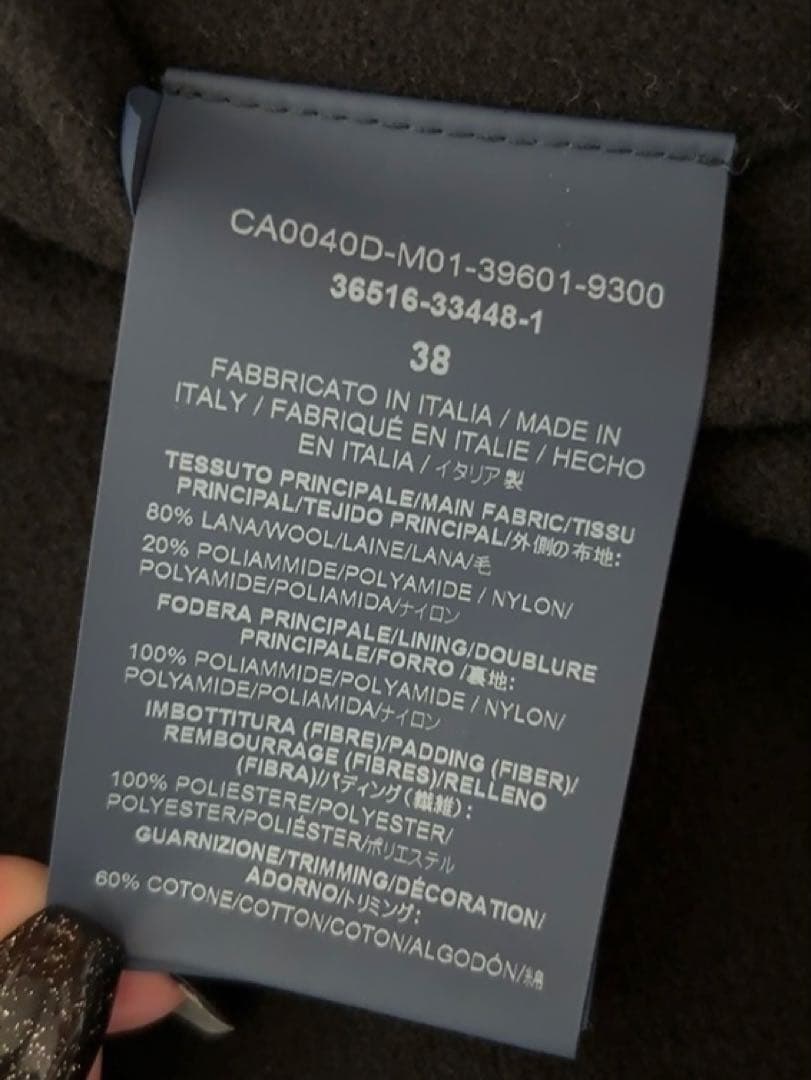 CA0040D-M01-39601-9300
36516-33448-1
38
FABBRICATO IN ITALIA / MADE IN
ITALY / FABRIQUÉ EN ITALIE / HECHO
EN ITALIA / イタリア製
TESSUTO PRINCIPALE/MAIN FABRIC/TISSU
PRINCIPAL/TEJIDO PRINCIPAL/外側の布地:
80% LANA/WOOL/LAINE/LANA/毛
20% POLIAMMIDE/POLYAMIDE / NYLON/
POLYAMIDE/POLIAMIDA/ナイロン
FODERA PRINCIPALE/LINING/DOUBLURE
PRINCIPALE/FORRO /裏地:
100% POLIAMMIDE/POLYAMIDE / NYLON/
POLYAMIDE/POLIAMIDA/ナイロン
IMBOTTITURA (FIBRE)/PADDING (FIBER)/
REMBOURRAGE (FIBRES)/RELLENO
(FIBRA)/パディング(繊維):
100% POLIESTERE/POLYESTER/
POLYESTER/POLIÉSTER/ポリエステル
GUARNIZIONE/TRIMMING/DÉCORATION/
ADORNO/トリミング:
60% COTONE/COTTON/COTON/ALGODÓN/綿